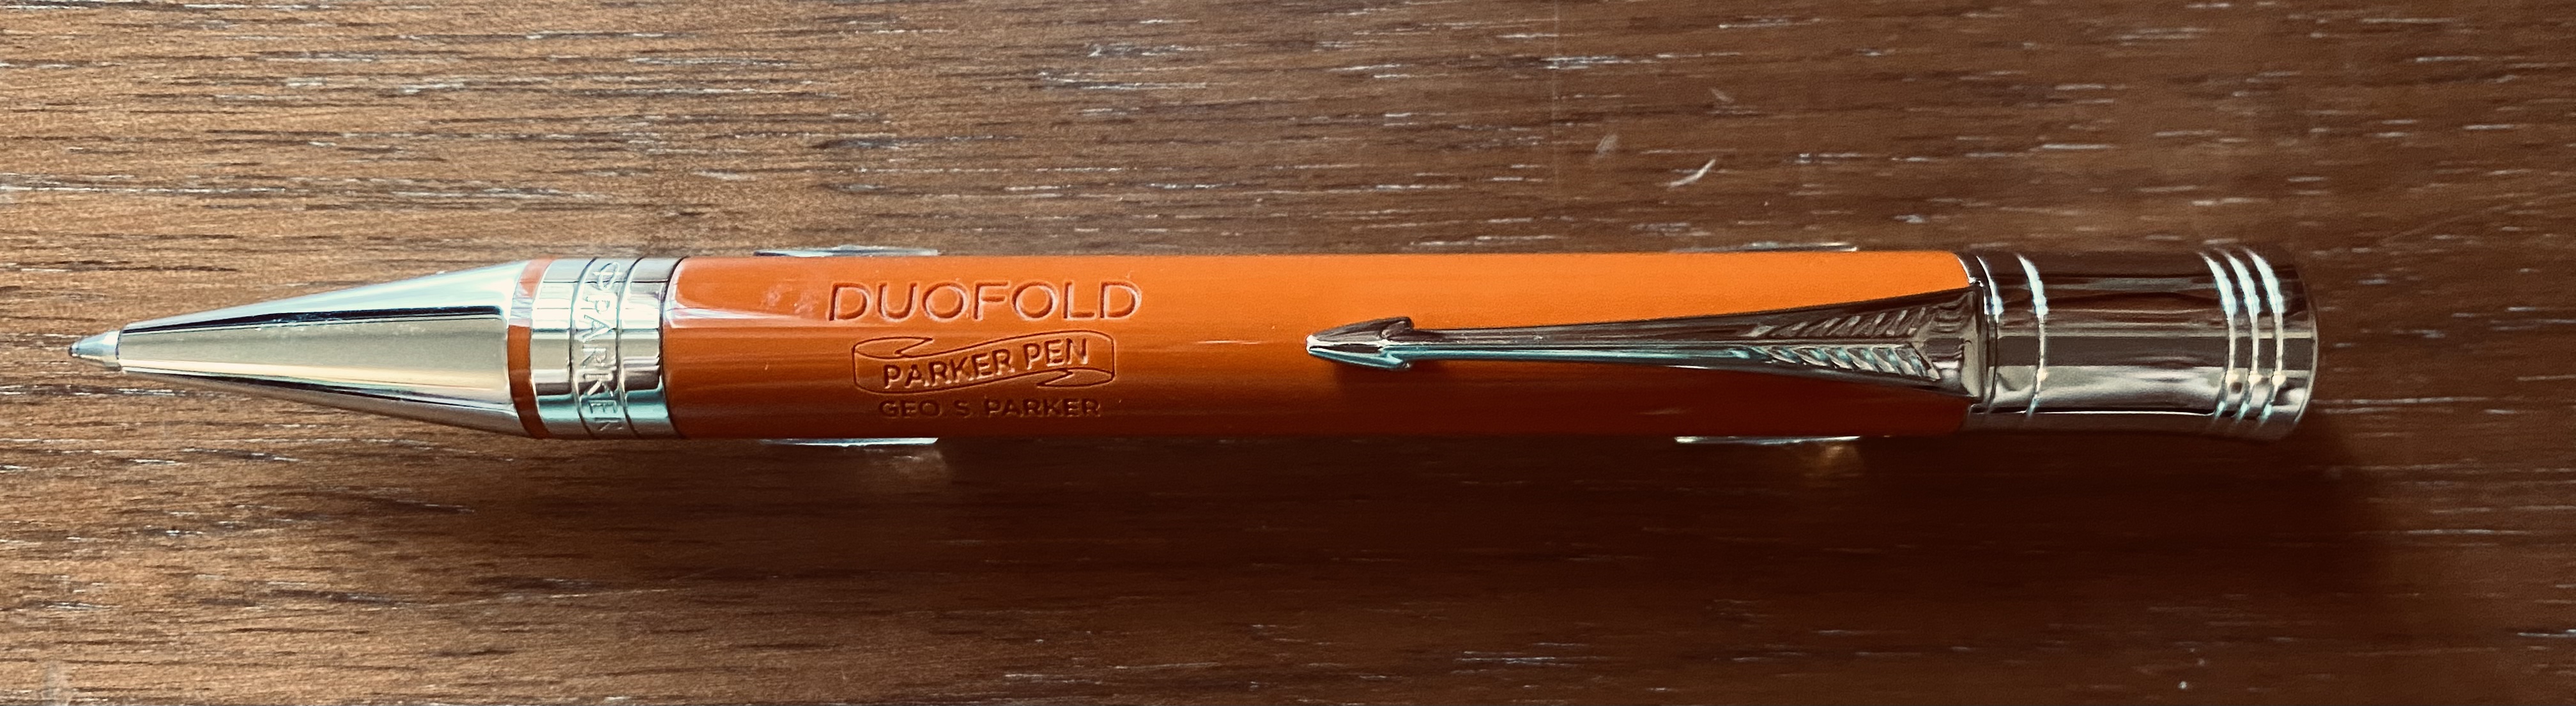 PARKER
DUOFOLD
PARKER PEN
GEO S. PARKER